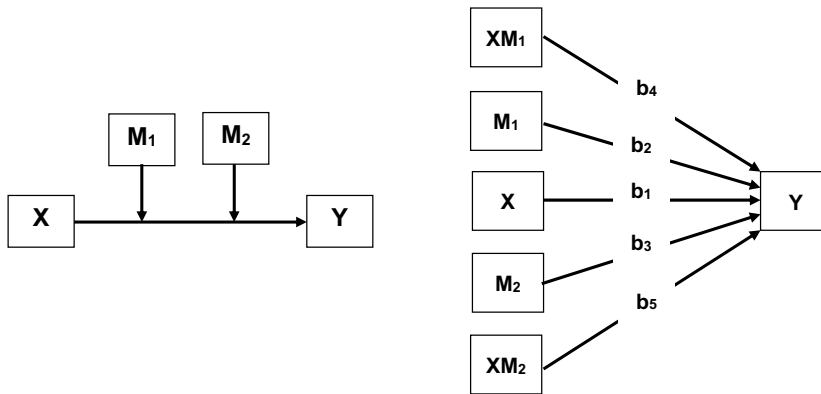 M₁
M₂
X
Y
XM₁
M₁
X
M₂
XM₂
b₄
b₂
b₁
b₃
b₅
Y